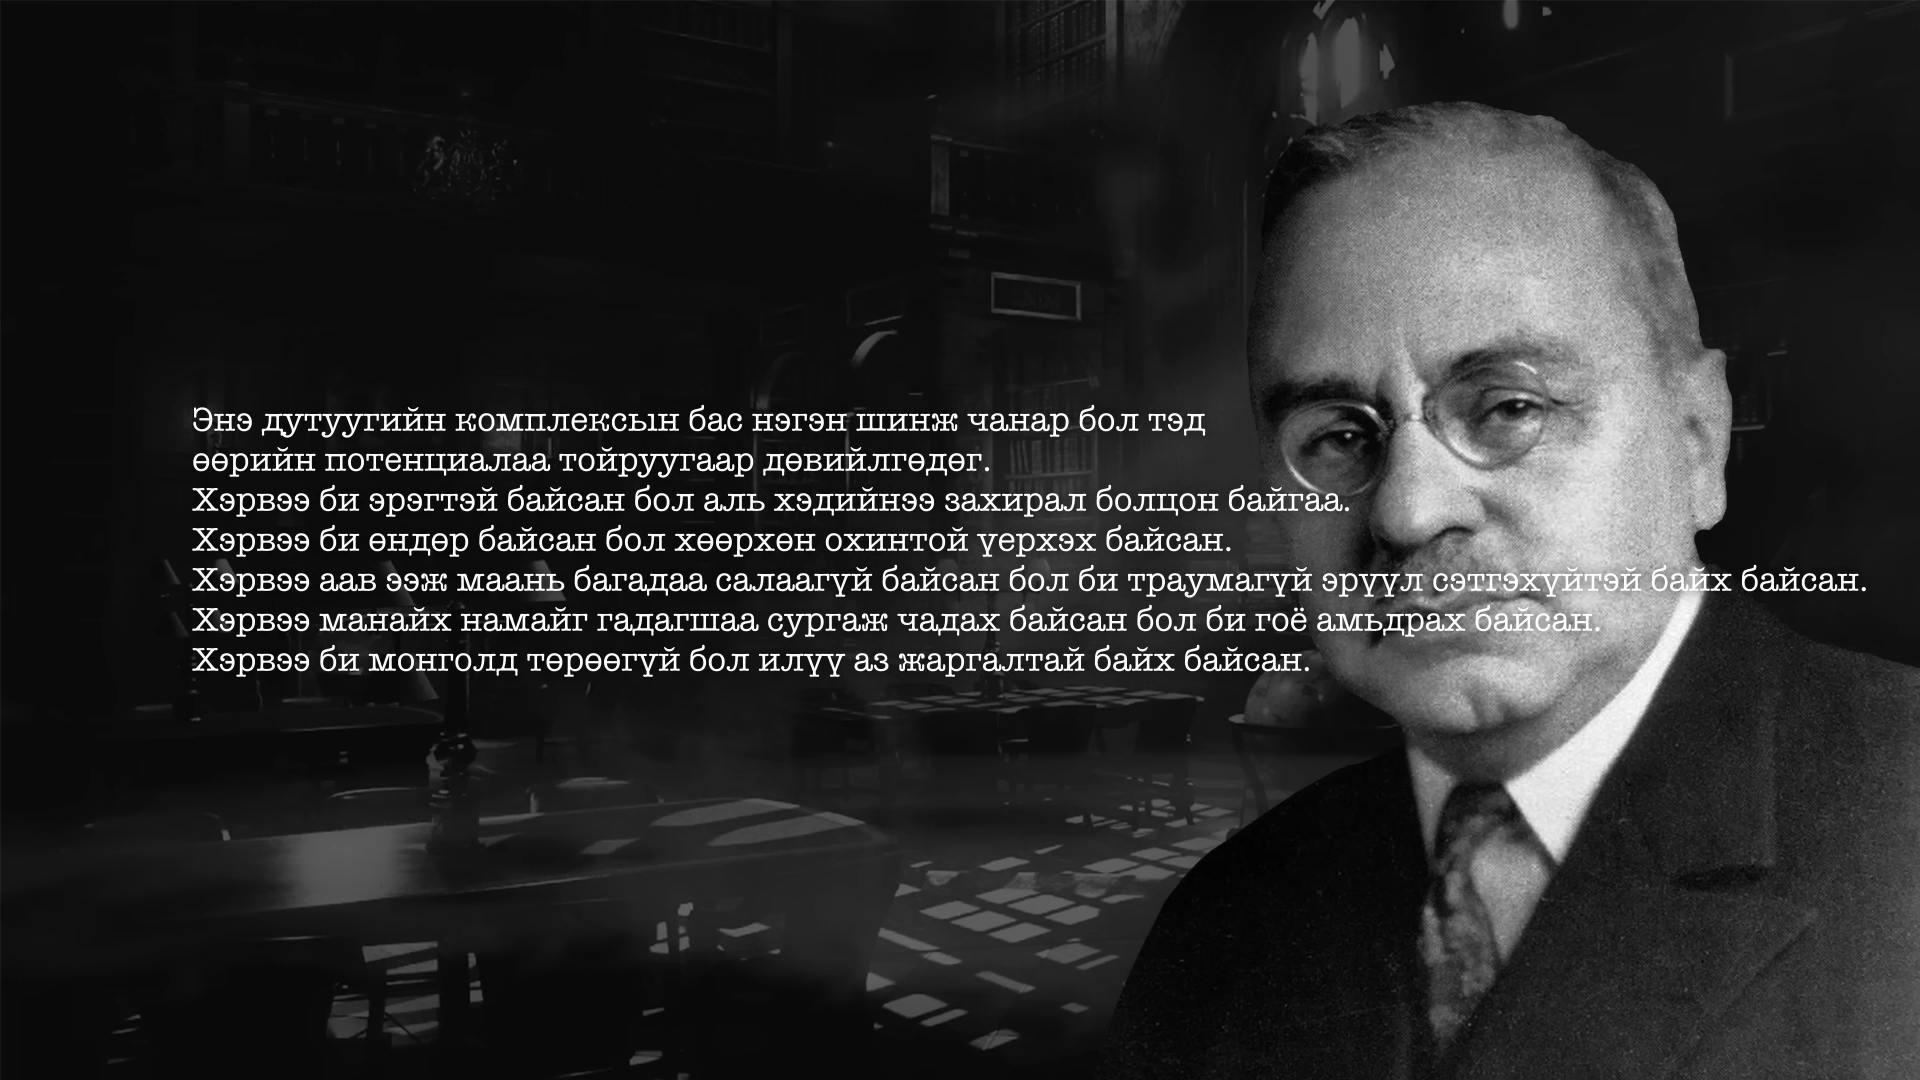 Энэ дутуугийн комплексын бас нэгэн шинж чанар бол тэд
өөрийн потенциалаа тойруугаар дөвийлгөдөг.
Хэрвээ би эрэгтэй байсан бол аль хэдийнээ захирал болцон байгаа.
Хэрвээ би өндөр байсан бол хөөрхөн охинтой үерхэх байсан.
Хэрвээ аав ээж маань багадаа салаагүй байсан бол би траумагүй эрүүл сэтгэхүйтэй байх байсан.
Хэрвээ манайх намайг гадагшаа сургаж чадах байсан бол би гоё амьдрах байсан.
Хэрвээ би монголд төрөөгүй бол илүү аз жаргалтай байх байсан.